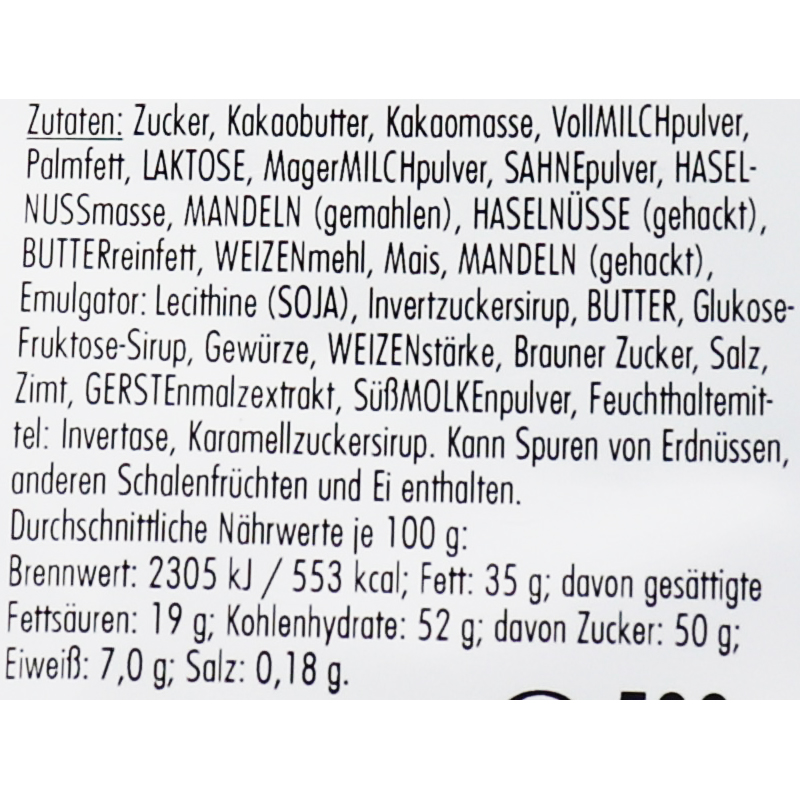 Zutaten: Zucker, Kakaobutter, Kakaomasse, VollMILCHpulver,
Palmfett, LAKTOSE, MagerMILCHpulver, SAHNEpulver, HASEL-
NUSSmasse, MANDELN (gemahlen), HASELNÜSSE (gehackt),
BUTTERreinfett, WEIZENmehl, Mais, MANDELN (gehackt),
Emulgator: Lecithine (SOJA), Invertzuckersirup, BUTTER, Glukose-
Fruktose-Sirup, Gewürze, WEIZENstärke, Brauner Zucker, Salz,
Zimt, GERSTEnmalzextrakt, SüßMOLKEnpulver, Feuchthaltemit-
tel: Invertase, Karamellzuckersirup. Kann Spuren von Erdnüssen,
anderen Schalenfrüchten und Ei enthalten.
Durchschnittliche Nährwerte je 100 g:
Brennwert: 2305 kJ / 553 kcal; Fett: 35 g; davon gesättigte
Fettsäuren: 19 g; Kohlenhydrate: 52 g; davon Zucker: 50 g;
Eiweiß: 7,0 g; Salz: 0,18 g.